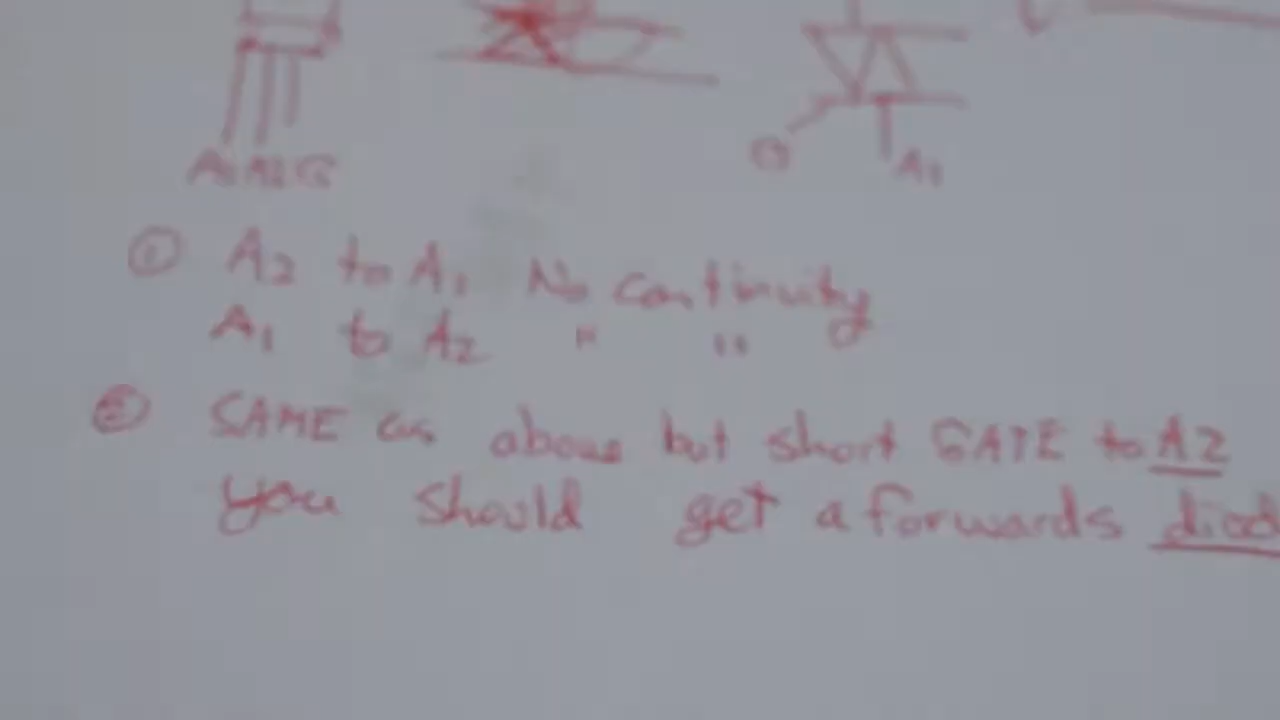 A1 A2 G
G
A1
① A2 to A1 No continuity
A1 to A2 " "
② SAME as above but short GATE to A2
you should get a forwards diod